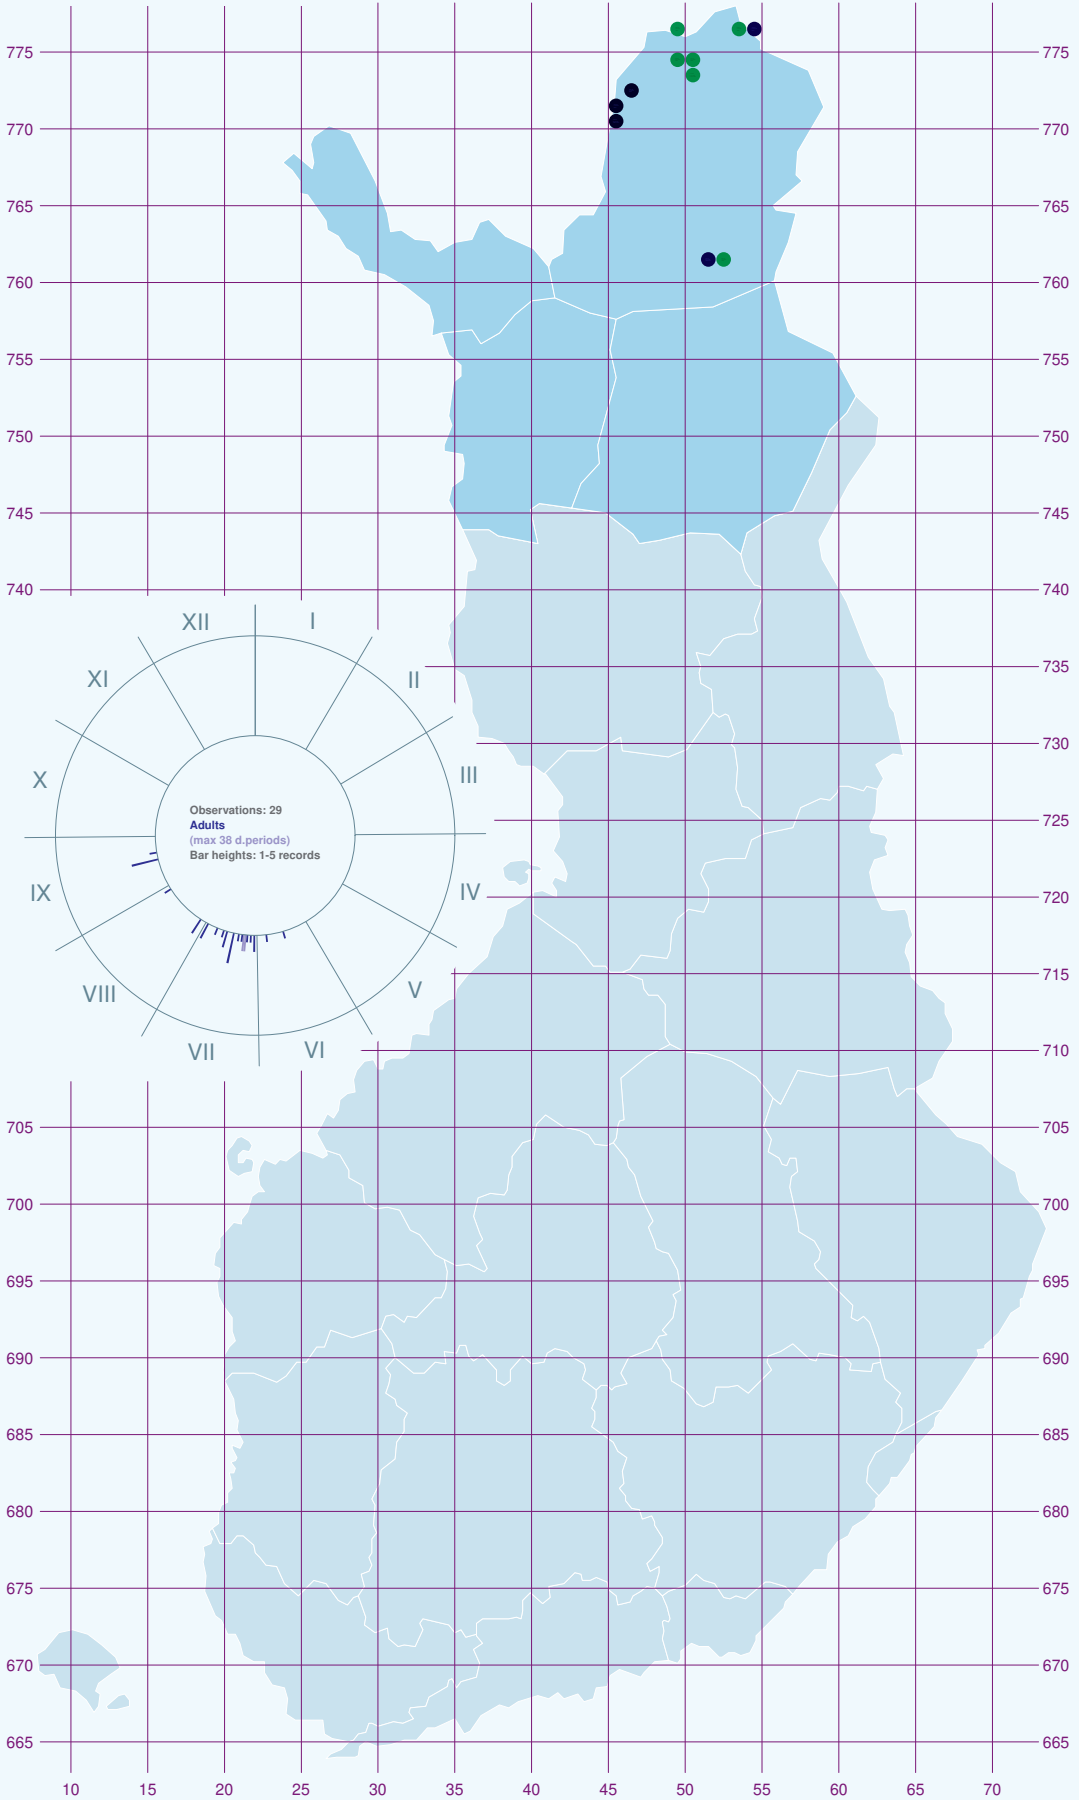 775 775
770 770
765 765
760 760
755 755
750 750
745 745
740 740
XII I
XI II
735
730
X III
Observations: 29
Adults
(max 38 d.periods)
Bar heights: 1-5 records
725
IX IV
720
VIII V
715
VII VI
710
705 705
700 700
695 695
690 690
685 685
680 680
675 675
670 670
665 665
10 15 20 25 30 35 40 45 50 55 60 65 70